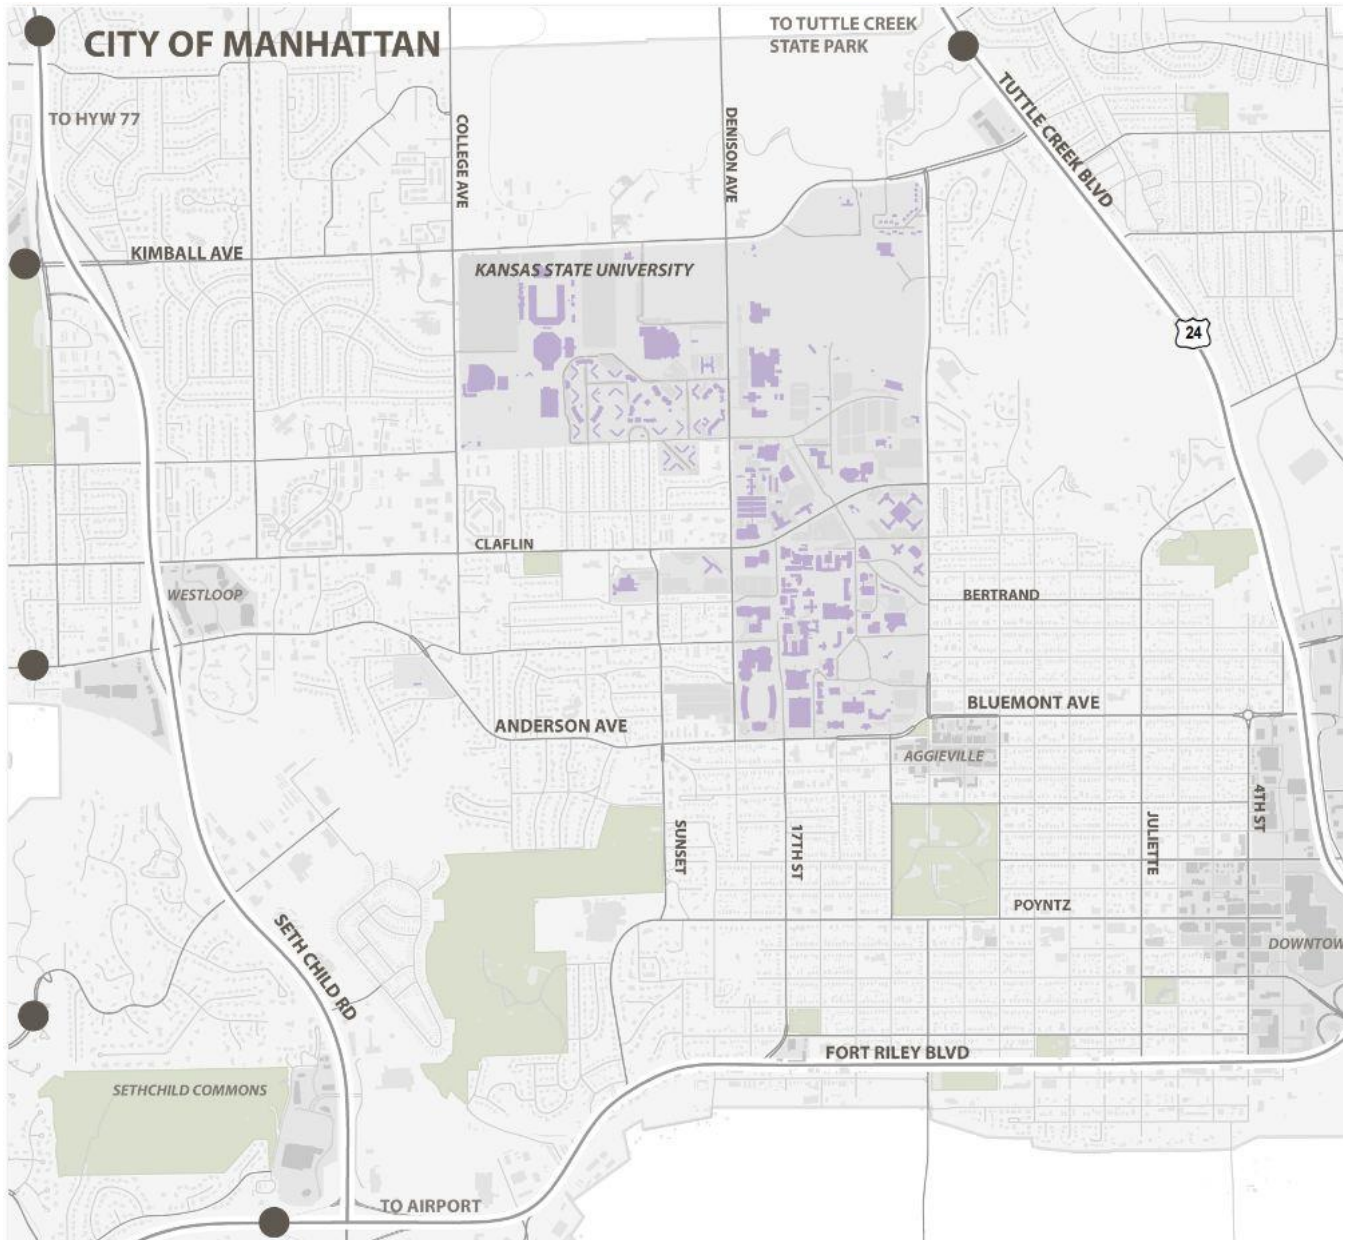 CITY OF MANHATTAN
TO TUTTLE CREEK
STATE PARK
TO HYW 77
COLLEGE AVE
DENISON AVE
TUTTLE CREEK BLVD
KIMBALL AVE
KANSAS STATE UNIVERSITY
24
CLAFLIN
WESTLOOP
BERTRAND
BLUEMONT AVE
ANDERSON AVE
AGGIEVILLE
SUNSET
17TH ST
JULIETTE
4TH ST
POYNTZ
SETH CHILD RD
DOWNTOW
FORT RILEY BLVD
SETHCHILD COMMONS
TO AIRPORT